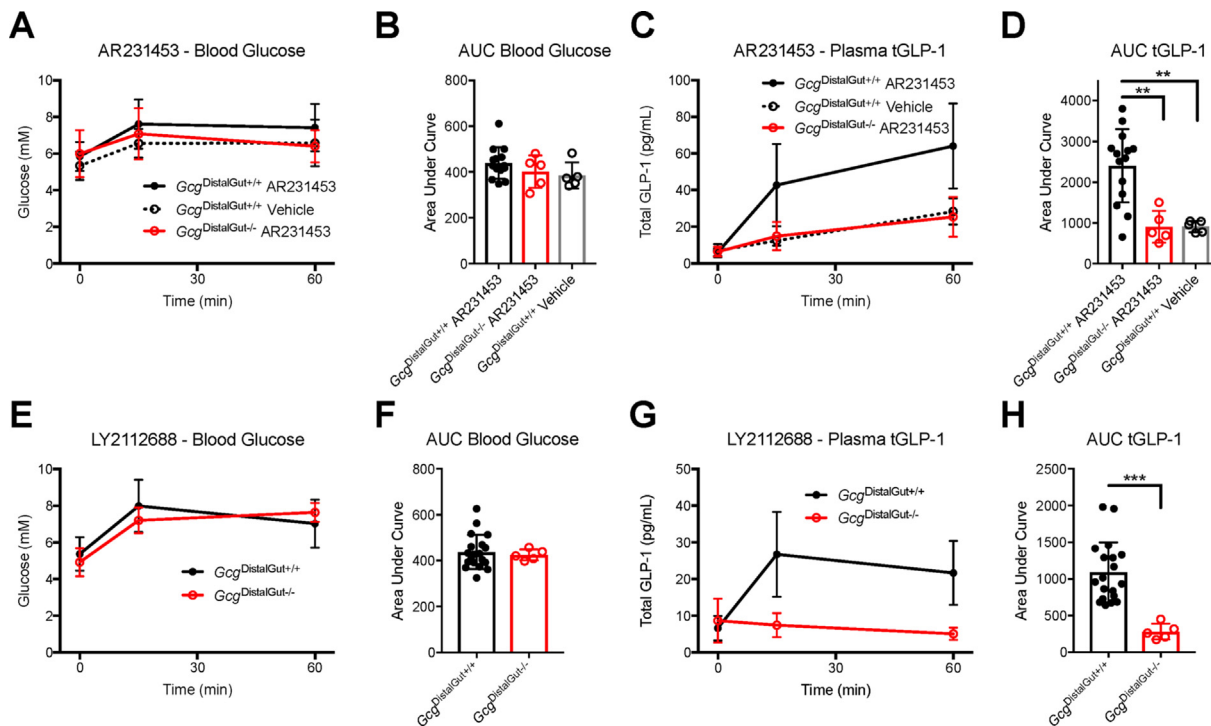 A
AR231453 - Blood Glucose
Glucose (mM)
10
8
6
4
2
0
Gcg^DistalGut+/+ AR231453
Gcg^DistalGut+/+ Vehicle
Gcg^DistalGut-/- AR231453
0 30 60
Time (min)
B
AUC Blood Glucose
Area Under Curve
800
600
400
200
0
Gcg^DistalGut+/+ AR231453
Gcg^DistalGut-/- AR231453
Gcg^DistalGut+/+ Vehicle
C
AR231453 - Plasma tGLP-1
Total GLP-1 (pg/mL)
100
80
60
40
20
0
Gcg^DistalGut+/+ AR231453
Gcg^DistalGut+/+ Vehicle
Gcg^DistalGut-/- AR231453
0 30 60
Time (min)
D
AUC tGLP-1
Area Under Curve
4000
3000
2000
1000
0
**
**
Gcg^DistalGut+/+ AR231453
Gcg^DistalGut-/- AR231453
Gcg^DistalGut+/+ Vehicle
E
LY2112688 - Blood Glucose
Glucose (mM)
10
8
6
4
2
0
Gcg^DistalGut+/+
Gcg^DistalGut-/-
0 30 60
Time (min)
F
AUC Blood Glucose
Area Under Curve
800
600
400
200
0
Gcg^DistalGut+/+
Gcg^DistalGut-/-
G
LY2112688 - Plasma tGLP-1
Total GLP-1 (pg/mL)
50
40
30
20
10
0
Gcg^DistalGut+/+
Gcg^DistalGut-/-
0 30 60
Time (min)
H
AUC tGLP-1
Area Under Curve
2500
2000
1500
1000
500
0
***
Gcg^DistalGut+/+
Gcg^DistalGut-/-